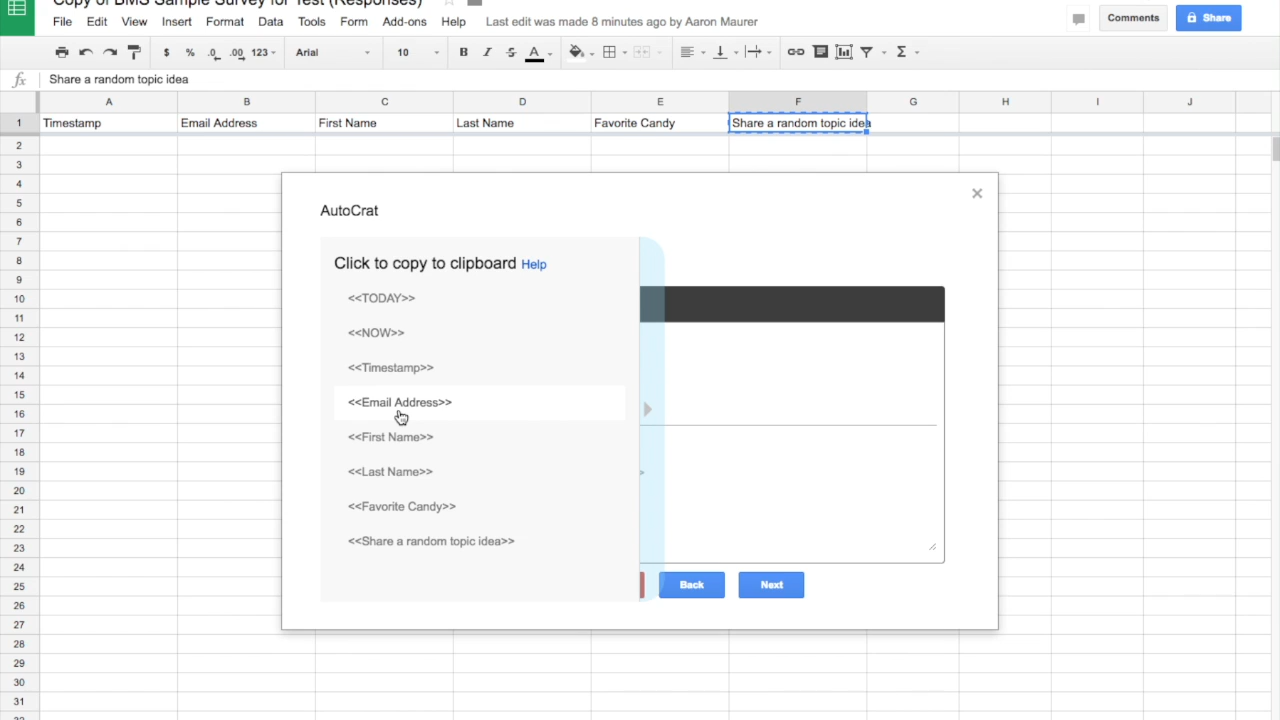 Copy of BMS Sample Survey for Test (Responses)
File Edit View Insert Format Data Tools Form Add-ons Help Last edit was made 8 minutes ago by Aaron Maurer
Comments Share
$ % .0 .00 123 Arial 10 B I S A Σ
fx Share a random topic idea
A B C D E F G H I J
1 Timestamp Email Address First Name Last Name Favorite Candy Share a random topic idea
2
3
4
5
6
7
8
9
10
11
12
13
14
15
16
17
18
19
20
21
22
23
24
25
26
27
28
29
30
31
32
×
AutoCrat
Click to copy to clipboard Help
<<TODAY>>
<<NOW>>
<<Timestamp>>
<<Email Address>>
<<First Name>>
<<Last Name>>
<<Favorite Candy>>
<<Share a random topic idea>>
>
Back Next